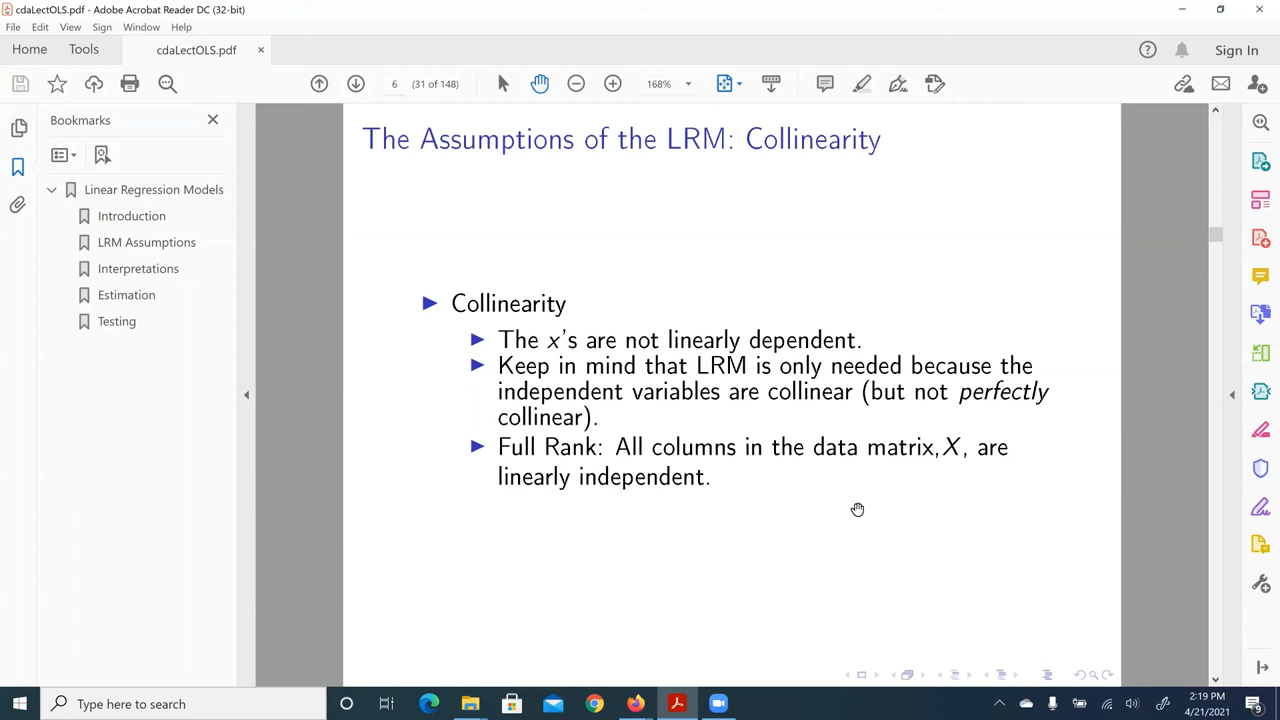 cdaLectOLS.pdf - Adobe Acrobat Reader DC (32-bit)
File Edit View Sign Window Help
Home Tools cdaLectOLS.pdf × Sign In
6 (31 of 148) 168%
Bookmarks
Linear Regression Models
Introduction
LRM Assumptions
Interpretations
Estimation
Testing
The Assumptions of the LRM: Collinearity
▶ Collinearity
▶ The x's are not linearly dependent.
▶ Keep in mind that LRM is only needed because the
independent variables are collinear (but not perfectly
collinear).
▶ Full Rank: All columns in the data matrix,X, are
linearly independent.
Type here to search
2:19 PM
4/21/2021